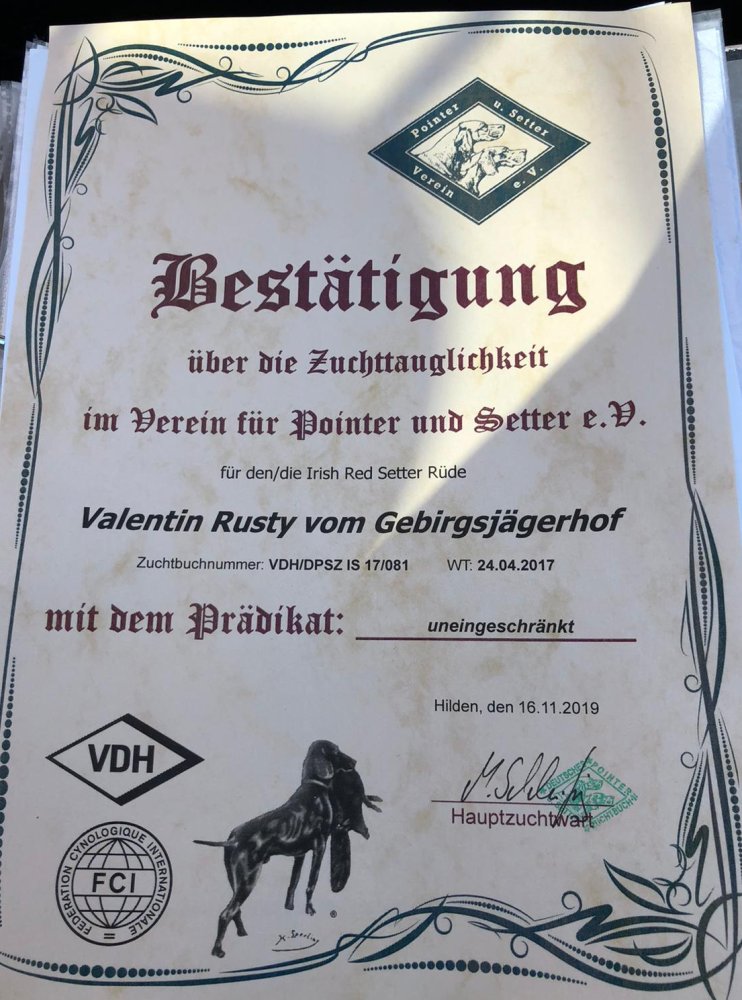 Pointer u. Setter
Verein e. V.
Bestätigung
über die Zuchttauglichkeit
im Verein für Pointer und Setter e.V.
für den/die Irish Red Setter Rüde
Valentin Rusty vom Gebirgsjägerhof
Zuchtbuchnummer: VDH/DPSZ IS 17/081 WT: 24.04.2017
mit dem Prädikat: uneingeschränkt
Hilden, den 16.11.2019
Hauptzuchtwart
DEUTSCHES POINTER
VDH
FEDERATION CYNOLOGIQUE INTERNATIONALE
FCI
®